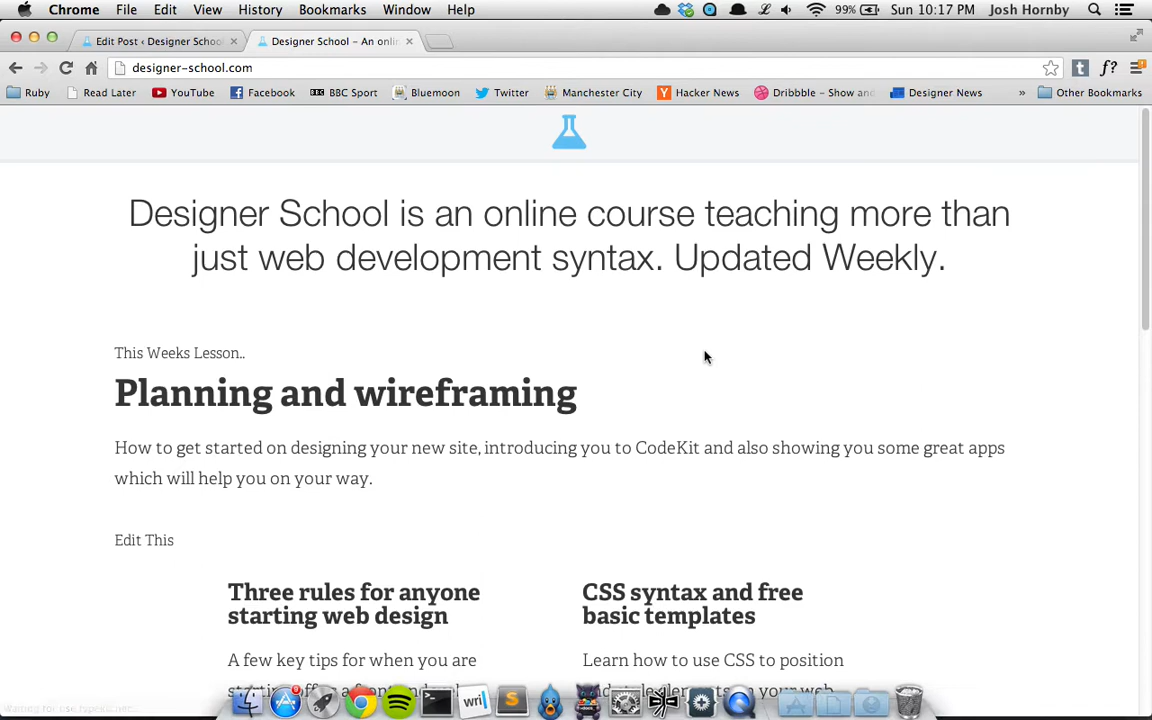 Chrome File Edit View History Bookmarks Window Help 99% Sun 10:17 PM Josh Hornby
Edit Post ‹ Designer School Designer School – An onlin
designer-school.com
Ruby Read Later YouTube Facebook BBC Sport Bluemoon Twitter Manchester City Hacker News Dribbble - Show and Designer News » Other Bookmarks
Designer School is an online course teaching more than
just web development syntax. Updated Weekly.
This Weeks Lesson..
Planning and wireframing
How to get started on designing your new site, introducing you to CodeKit and also showing you some great apps
which will help you on your way.
Edit This
Three rules for anyone
starting web design
CSS syntax and free
basic templates
A few key tips for when you are
Learn how to use CSS to position
Waiting for use.typekit.net...